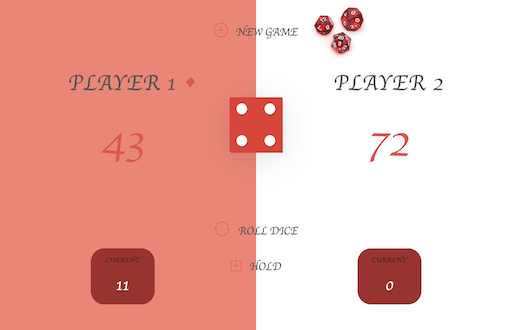 NEW GAME
PLAYER 1
PLAYER 2
43
72
ROLL DICE
HOLD
CURRENT
11
CURRENT
0